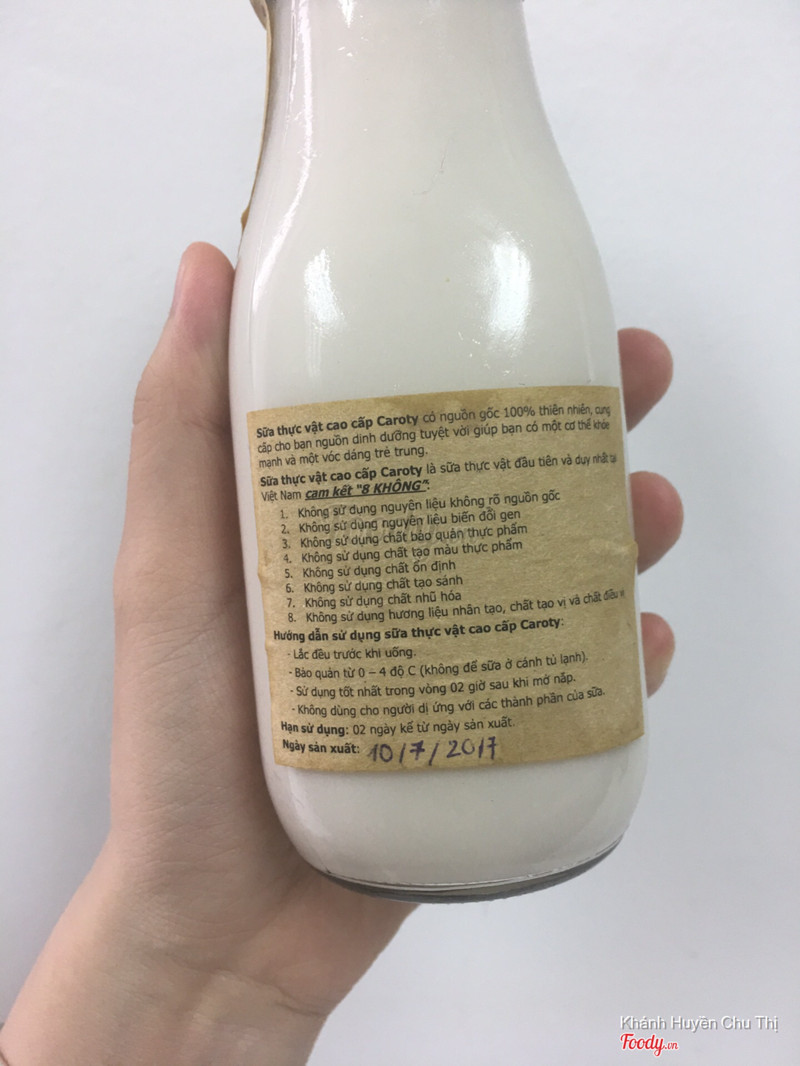 Sữa thực vật cao cấp Caroty có nguồn gốc 100% thiên nhiên, cung
cấp cho bạn nguồn dinh dưỡng tuyệt vời giúp bạn có một cơ thể khỏe
mạnh và một vóc dáng trẻ trung.
Sữa thực vật cao cấp Caroty là sữa thực vật đầu tiên và duy nhất tại
Việt Nam cam kết "8 KHÔNG":
1. Không sử dụng nguyên liệu không rõ nguồn gốc
2. Không sử dụng nguyên liệu biến đổi gen
3. Không sử dụng chất bảo quản thực phẩm
4. Không sử dụng chất tạo màu thực phẩm
5. Không sử dụng chất ổn định
6. Không sử dụng chất tạo sánh
7. Không sử dụng chất nhũ hóa
8. Không sử dụng hương liệu nhân tạo, chất tạo vị và chất điều vị
Hướng dẫn sử dụng sữa thực vật cao cấp Caroty:
- Lắc đều trước khi uống.
- Bảo quản từ 0 – 4 độ C (không để sữa ở cánh tủ lạnh).
- Sử dụng tốt nhất trong vòng 02 giờ sau khi mở nắp.
- Không dùng cho người dị ứng với các thành phần của sữa.
Hạn sử dụng: 02 ngày kể từ ngày sản xuất.
Ngày sản xuất: 10/7/2017
Khánh Huyền Chu Thị
Foody.vn